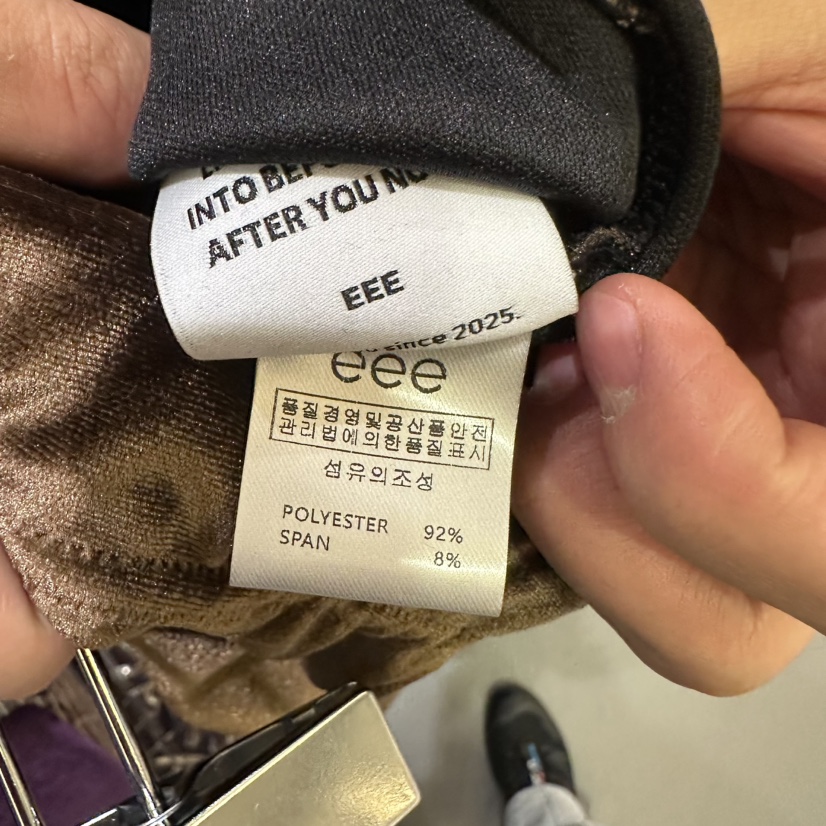 INTO
AFTER YOU
EEE
since 2025.
eee
품질경영및공산품안전
관리법에의한품질표시
섬유의조성
POLYESTER 92%
SPAN 8%